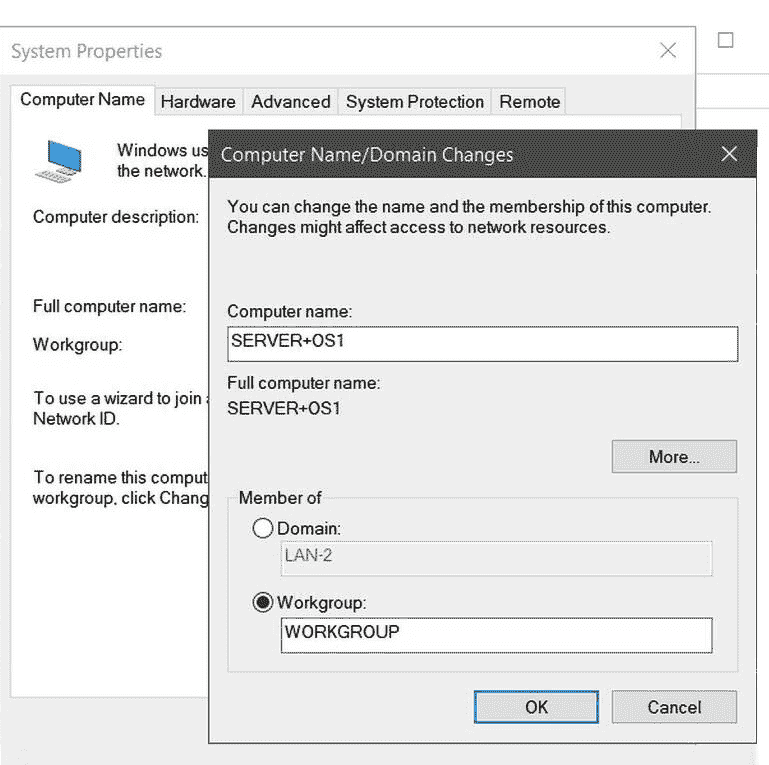 System Properties
Computer Name Hardware Advanced System Protection Remote
Windows us
the network.
Computer description:
Full computer name:
Workgroup:
To use a wizard to join
Network ID.
To rename this comput
workgroup, click Chang
Computer Name/Domain Changes
You can change the name and the membership of this computer.
Changes might affect access to network resources.
Computer name:
SERVER+OS1
Full computer name:
SERVER+OS1
More...
Member of
Domain:
LAN-2
Workgroup:
WORKGROUP
OK Cancel